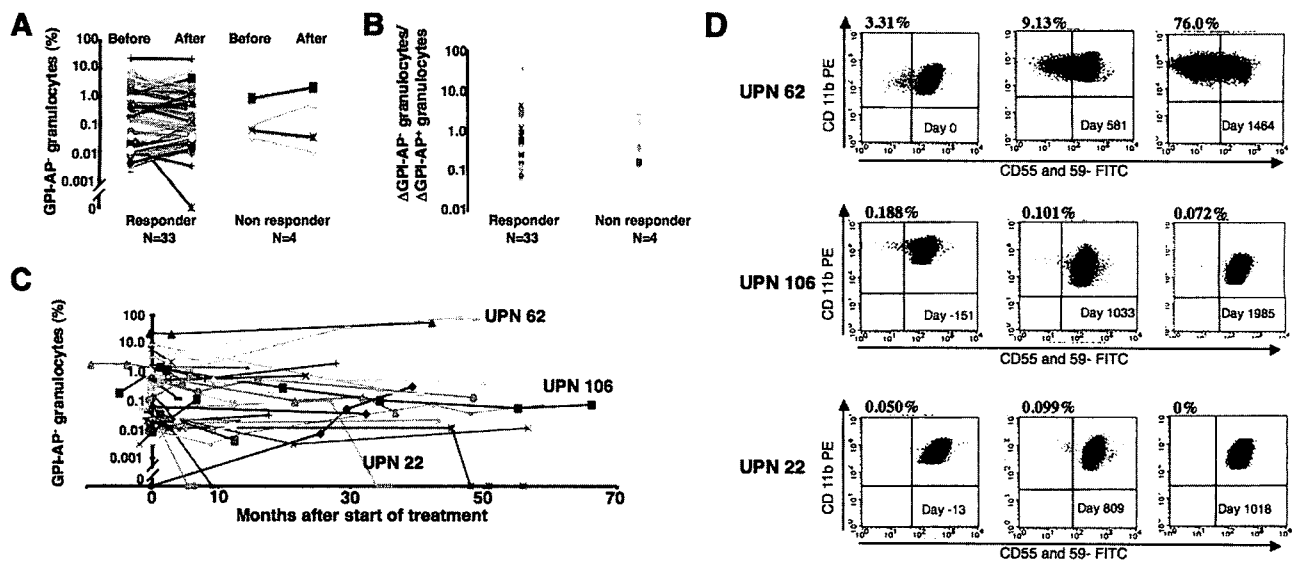 A
GPI-AP- granulocytes (%)
Before After Before After
100
10.0
1.0
0.1
0.01
0.001
0
Responder
N=33
Non responder
N=4
B
ΔGPI-AP- granulocytes/
ΔGPI-AP+ granulocytes
100
10.0
1.0
0.1
0.01
Responder
N=33
Non responder
N=4
C
GPI-AP- granulocytes (%)
100
10.0
1.0
0.1
0.01
0.001
0
UPN 62
UPN 106
UPN 22
0 10 30 50 70
Months after start of treatment
D
UPN 62
CD 11b PE
3.31% 9.13% 76.0%
Day 0 Day 581 Day 1464
CD55 and 59- FITC
UPN 106
CD 11b PE
0.188% 0.101% 0.072%
Day -151 Day 1033 Day 1985
CD55 and 59- FITC
UPN 22
CD 11b PE
0.050% 0.099% 0%
Day -13 Day 809 Day 1018
CD55 and 59- FITC